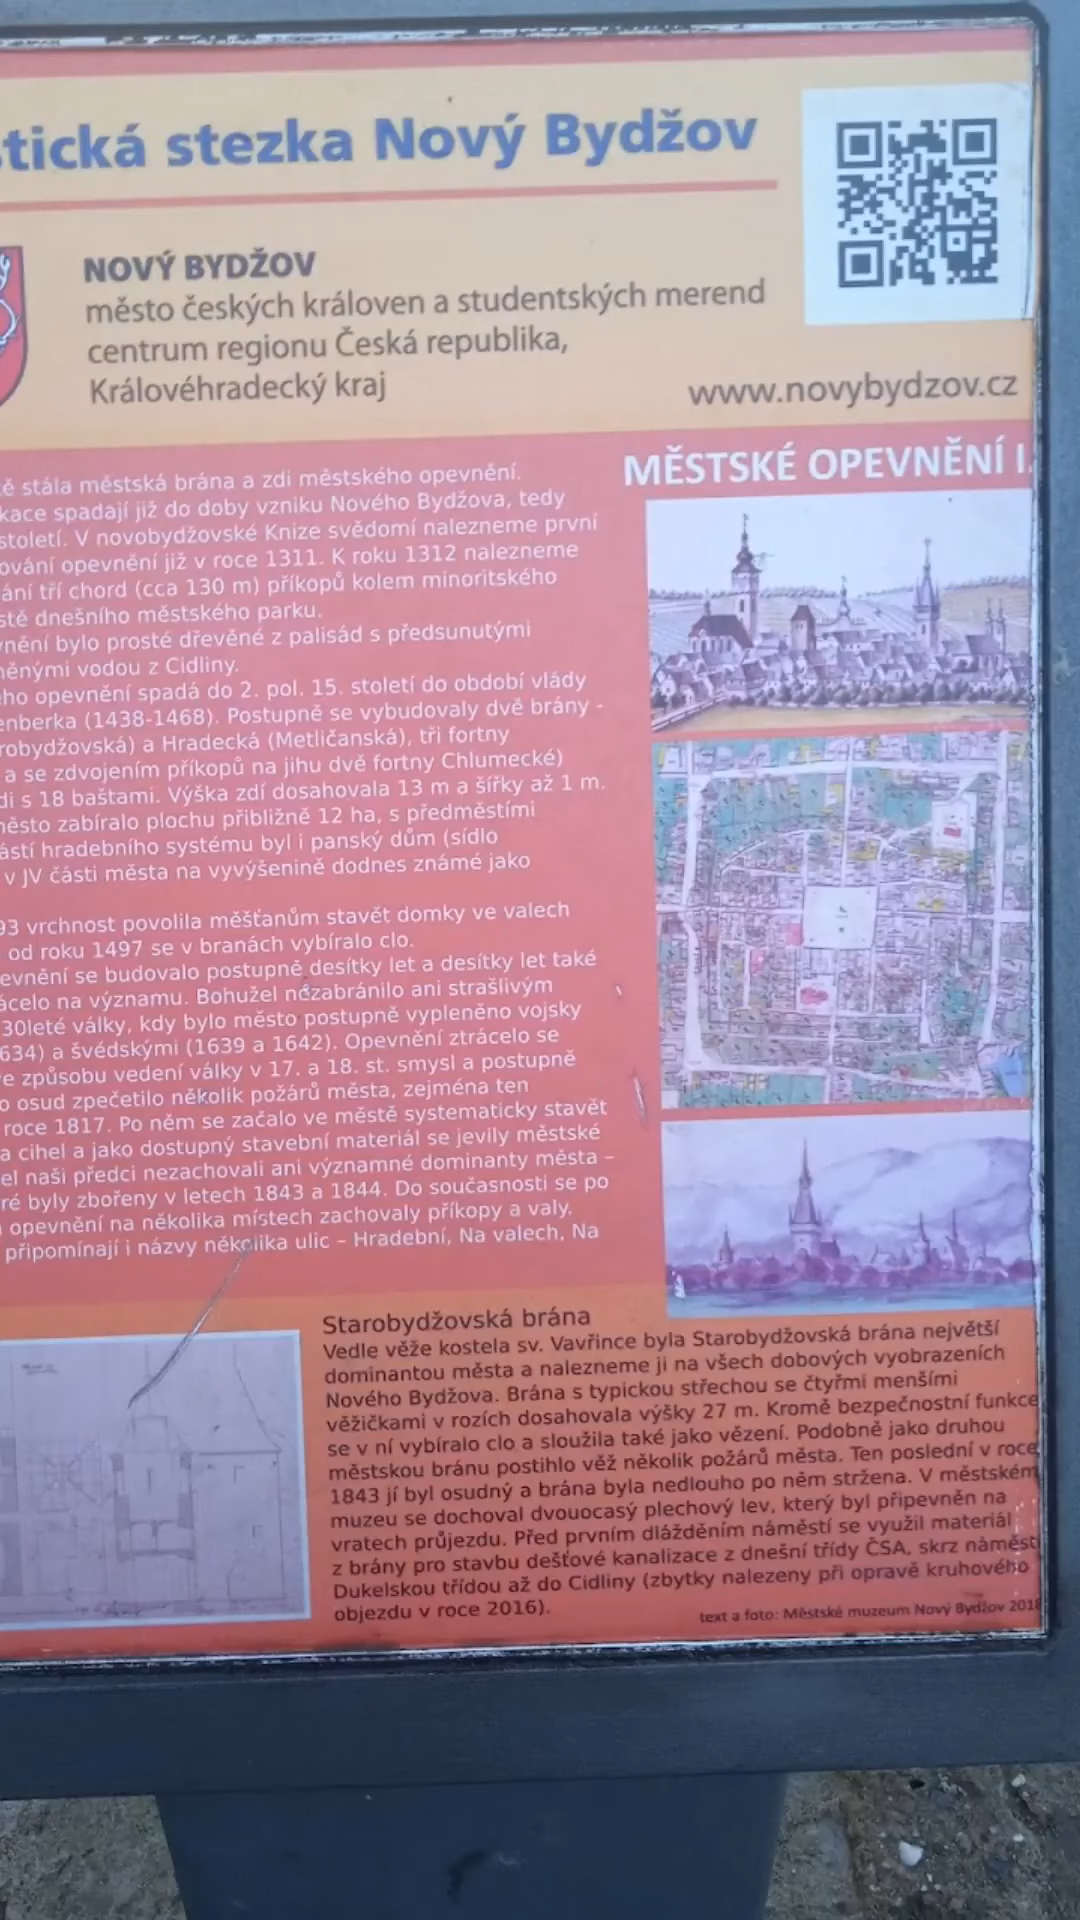 stická stezka Nový Bydžov
NOVÝ BYDŽOV
město českých královen a studentských merend
centrum regionu Česká republika,
Královéhradecký kraj
www.novybydzov.cz
MĚSTSKÉ OPEVNĚNÍ I.
tě stála městská brána a zdi městského opevnění.
kace spadají již do doby vzniku Nového Bydžova, tedy
století. V novobydžovské Knize svědomí nalezneme první
ování opevnění již v roce 1311. K roku 1312 nalezneme
ání tří chord (cca 130 m) příkopů kolem minoritského
stě dnešního městského parku.
vnění bylo prosté dřevěné z palisád s předsunutými
něnými vodou z Cidliny.
ého opevnění spadá do 2. pol. 15. století do období vlády
enberka (1438-1468). Postupně se vybudovaly dvě brány -
robydžovská) a Hradecká (Metličanská), tři fortny
a se zdvojením příkopů na jihu dvě fortny Chlumecké)
di s 18 baštami. Výška zdí dosahovala 13 m a šířky až 1 m.
město zabíralo plochu přibližně 12 ha, s předměstími
ástí hradebního systému byl i panský dům (sídlo
v JV části města na vyvýšenině dodnes známé jako
93 vrchnost povolila měšťanům stavět domky ve valech
od roku 1497 se v branách vybíralo clo.
evnění se budovalo postupně desítky let a desítky let také
ácelo na významu. Bohužel nezabránilo ani strašlivým
30leté války, kdy bylo město postupně vypleněno vojsky
634) a švédskými (1639 a 1642). Opevnění ztrácelo se
ve způsobu vedení války v 17. a 18. st. smysl a postupně
o osud zpečetilo několik požárů města, zejména ten
roce 1817. Po něm se začalo ve městě systematicky stavět
a cihel a jako dostupný stavební materiál se jevily městské
el naši předci nezachovali ani významné dominanty města –
ré byly zbořeny v letech 1843 a 1844. Do současnosti se po
opevnění na několika místech zachovaly příkopy a valy.
připomínají i názvy několika ulic – Hradební, Na valech, Na
Starobydžovská brána
Vedle věže kostela sv. Vavřince byla Starobydžovská brána největší
dominantou města a nalezneme ji na všech dobových vyobrazeních
Nového Bydžova. Brána s typickou střechou se čtyřmi menšími
věžičkami v rozích dosahovala výšky 27 m. Kromě bezpečnostní funkce
se v ní vybíralo clo a sloužila také jako vězení. Podobně jako druhou
městskou bránu postihlo věž několik požárů města. Ten poslední v roce
1843 jí byl osudný a brána byla nedlouho po něm stržena. V městském
muzeu se dochoval dvouocasý plechový lev, který byl připevněn na
vratech průjezdu. Před prvním dlážděním náměstí se využil materiál
z brány pro stavbu dešťové kanalizace z dnešní třídy ČSA, skrz náměstí
Dukelskou třídou až do Cidliny (zbytky nalezeny při opravě kruhového
objezdu v roce 2016).
text a foto: Městské muzeum Nový Bydžov 2018